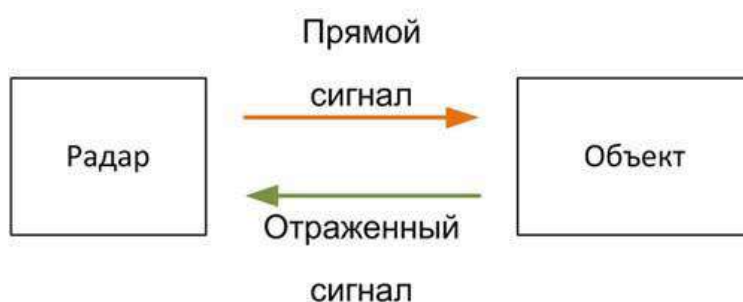 Прямой
сигнал
Радар
Объект
Отраженный
сигнал